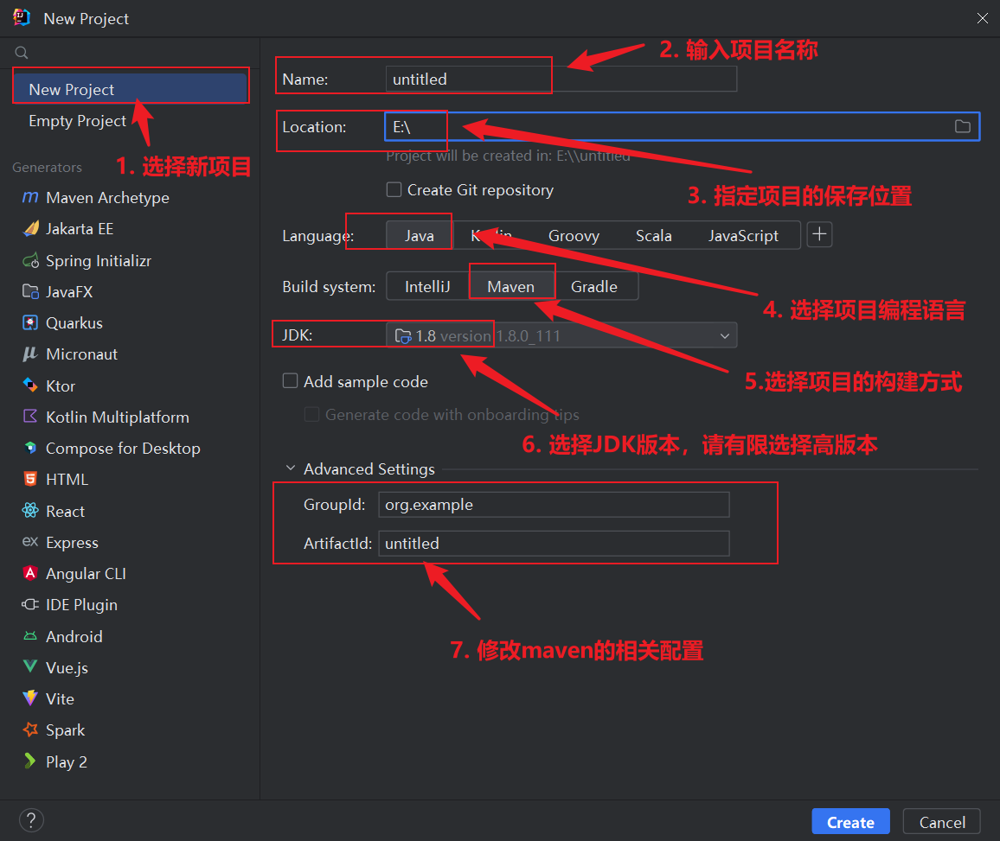 New Project
New Project
Empty Project
1. 选择新项目
Generators
Maven Archetype
Jakarta EE
Spring Initializr
JavaFX
Quarkus
Micronaut
Ktor
Kotlin Multiplatform
Compose for Desktop
HTML
React
Express
Angular CLI
IDE Plugin
Android
Vue.js
Vite
Spark
Play 2
2. 输入项目名称
Name: untitled
Location: E:\
Project will be created in: E:\\untitled
3. 指定项目的保存位置
Create Git repository
Language: Java Kotlin Groovy Scala JavaScript
Build system: IntelliJ Maven Gradle
4. 选择项目编程语言
JDK: 1.8 version 1.8.0_111
5.选择项目的构建方式
Add sample code
Generate code with onboarding tips
6. 选择JDK版本，请有限选择高版本
Advanced Settings
GroupId: org.example
ArtifactId: untitled
7. 修改maven的相关配置
? Create Cancel